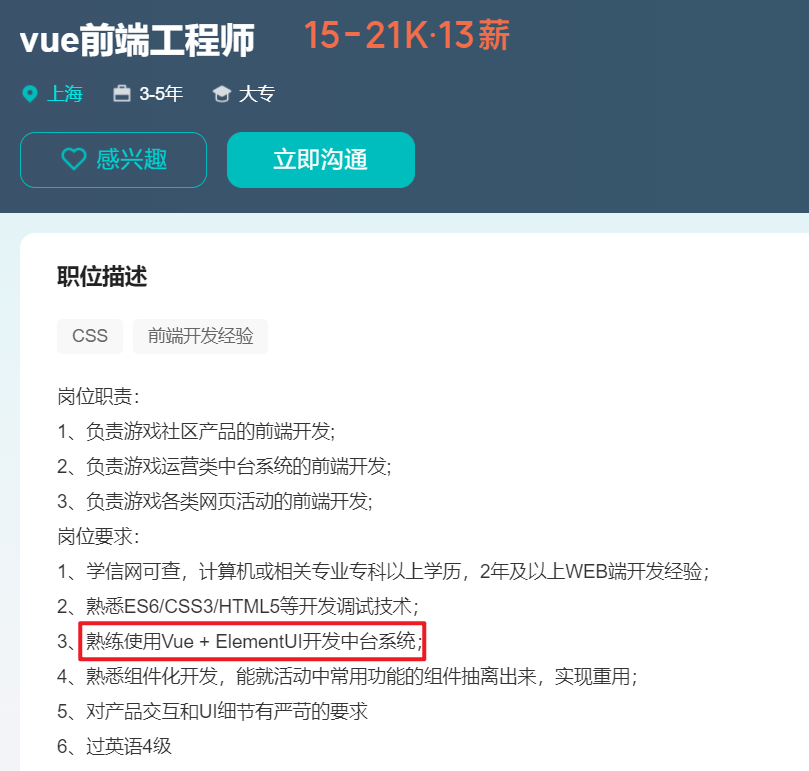 vue前端工程师 15-21K·13薪
上海 3-5年 大专
感兴趣 立即沟通
职位描述
CSS 前端开发经验
岗位职责：
1、负责游戏社区产品的前端开发;
2、负责游戏运营类中台系统的前端开发;
3、负责游戏各类网页活动的前端开发;
岗位要求：
1、学信网可查，计算机或相关专业专科以上学历，2年及以上WEB端开发经验；
2、熟悉ES6/CSS3/HTML5等开发调试技术；
3、熟练使用Vue + ElementUI开发中台系统；
4、熟悉组件化开发，能就活动中常用功能的组件抽离出来，实现重用；
5、对产品交互和UI细节有严苛的要求
6、过英语4级